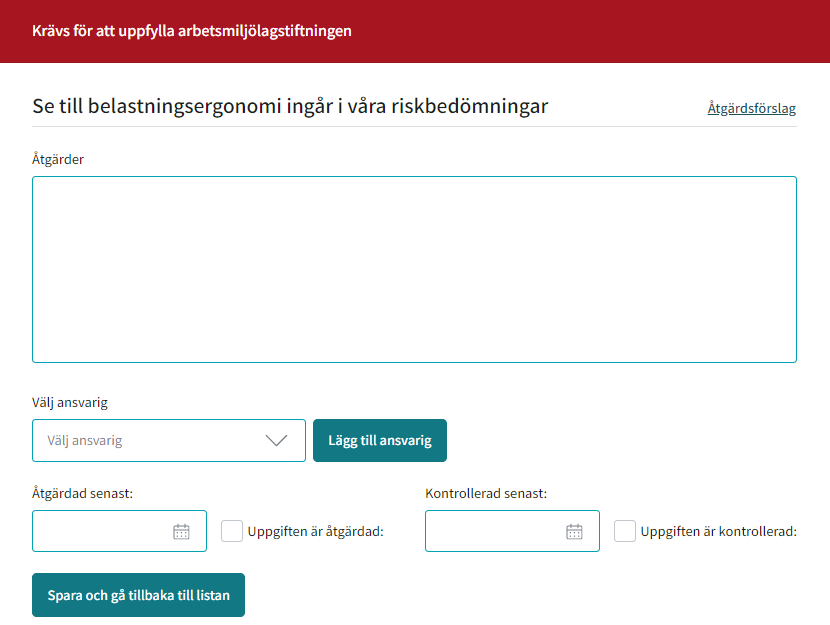 Krävs för att uppfylla arbetsmiljölagstiftningen
Se till belastningsergonomi ingår i våra riskbedömningar
Åtgärdsförslag
Åtgärder
Välj ansvarig
Välj ansvarig
Lägg till ansvarig
Åtgärdad senast:
Kontrollerad senast:
Uppgiften är åtgärdad:
Uppgiften är kontrollerad:
Spara och gå tillbaka till listan